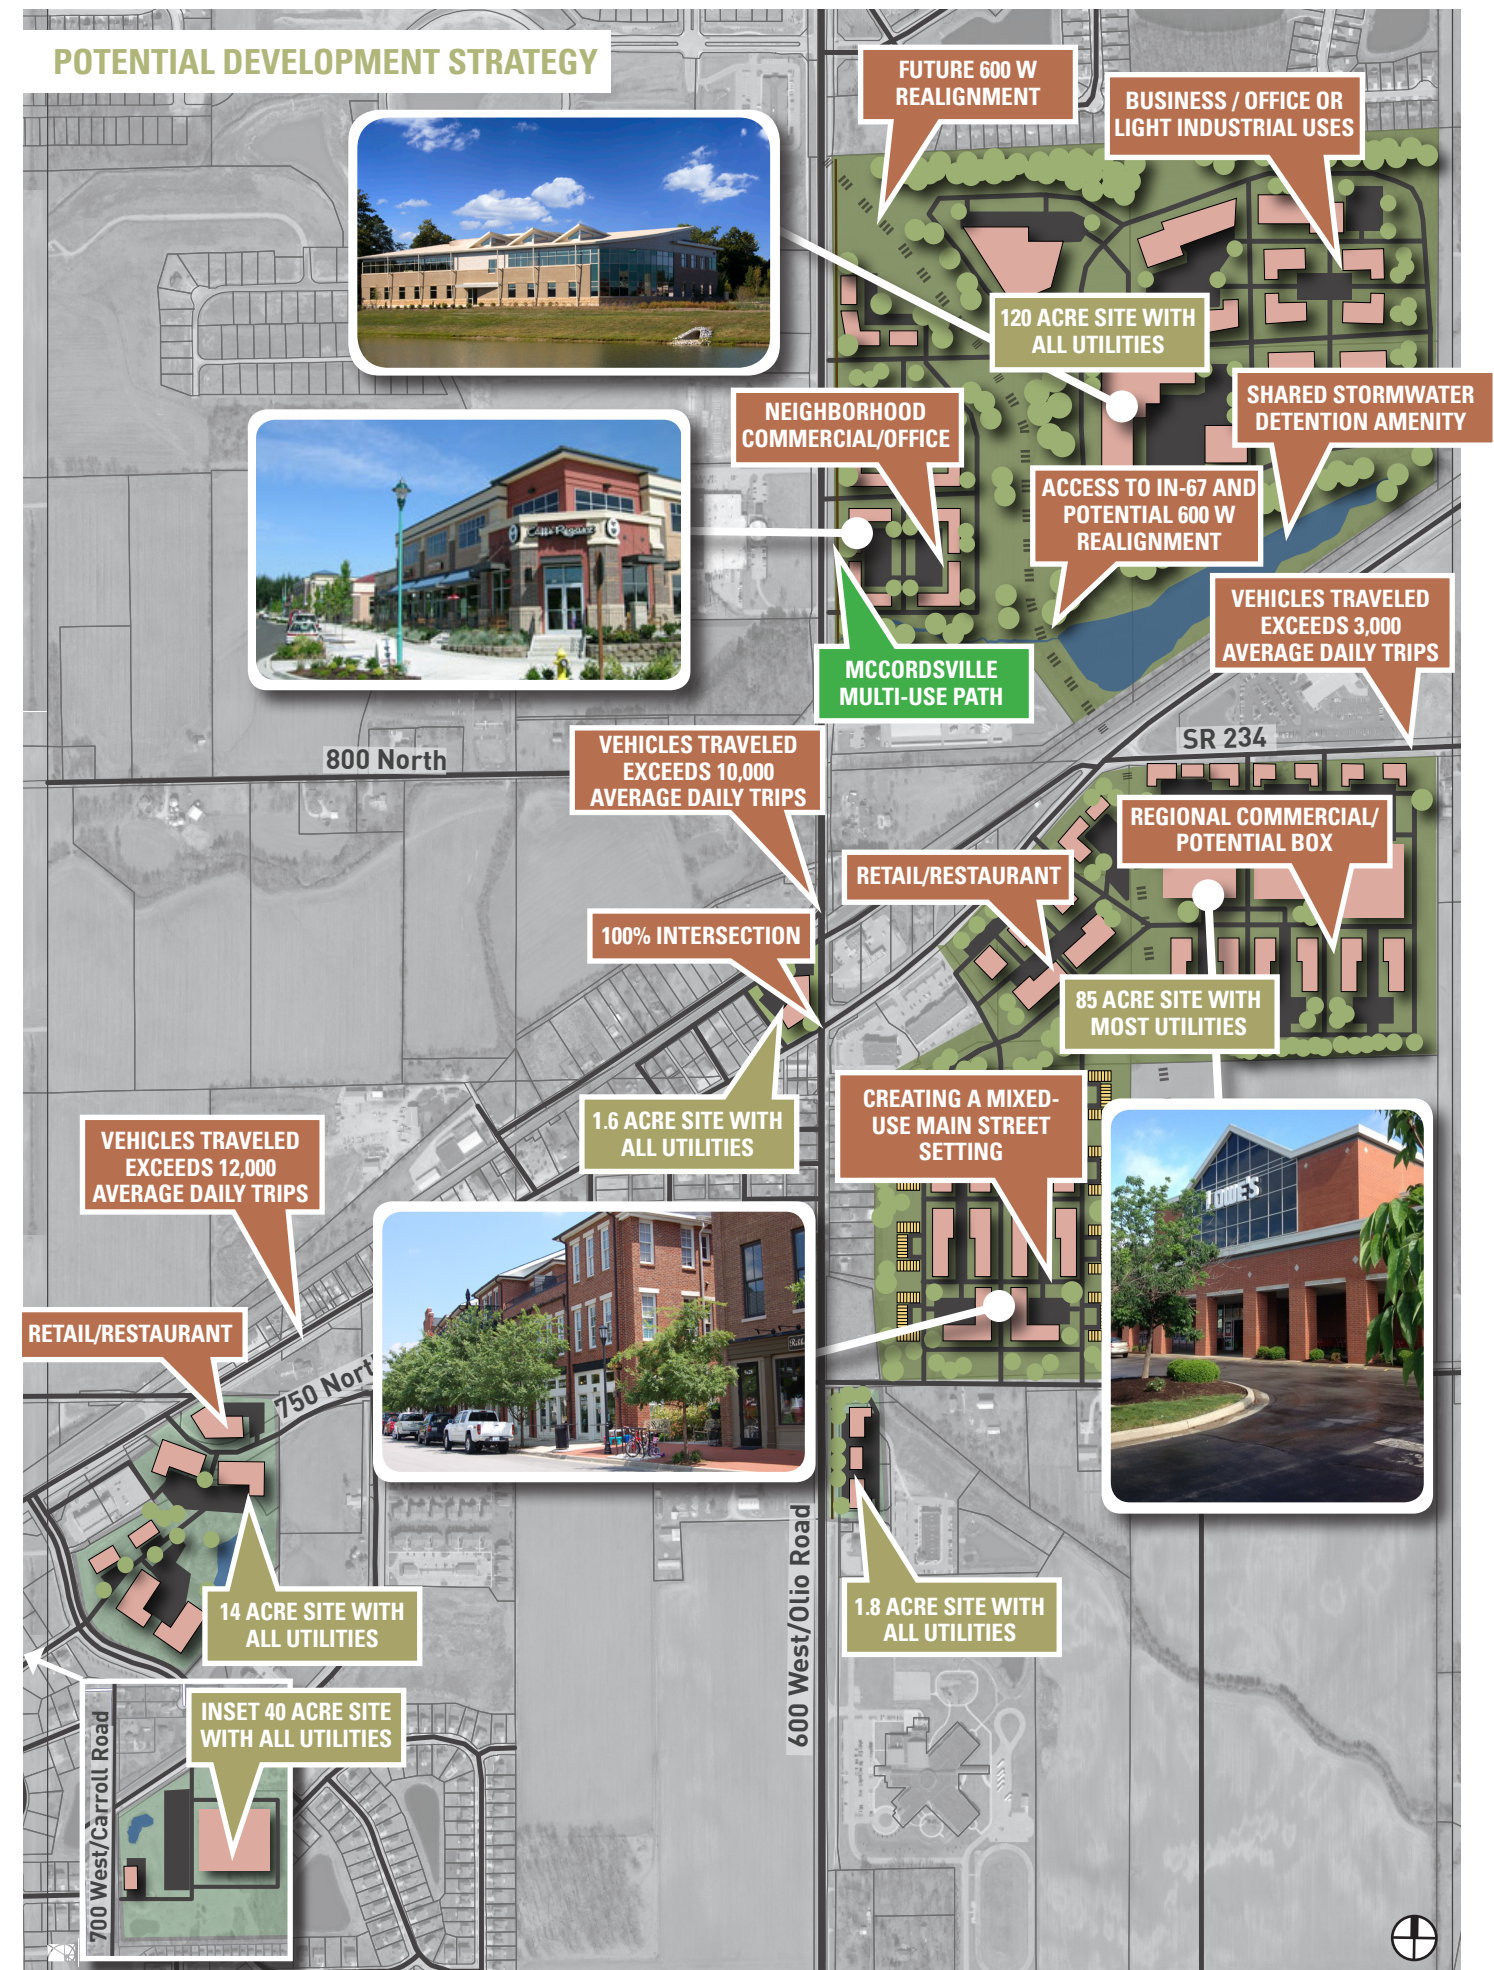 POTENTIAL DEVELOPMENT STRATEGY
FUTURE 600 W
REALIGNMENT
BUSINESS / OFFICE OR
LIGHT INDUSTRIAL USES
120 ACRE SITE WITH
ALL UTILITIES
NEIGHBORHOOD
COMMERCIAL/OFFICE
SHARED STORMWATER
DETENTION AMENITY
ACCESS TO IN-67 AND
POTENTIAL 600 W
REALIGNMENT
VEHICLES TRAVELED
EXCEEDS 3,000
AVERAGE DAILY TRIPS
MCCORDSVILLE
MULTI-USE PATH
SR 234
800 North
VEHICLES TRAVELED
EXCEEDS 10,000
AVERAGE DAILY TRIPS
REGIONAL COMMERCIAL/
POTENTIAL BOX
RETAIL/RESTAURANT
100% INTERSECTION
85 ACRE SITE WITH
MOST UTILITIES
1.6 ACRE SITE WITH
ALL UTILITIES
CREATING A MIXED-
USE MAIN STREET
SETTING
VEHICLES TRAVELED
EXCEEDS 12,000
AVERAGE DAILY TRIPS
LOWE'S
RETAIL/RESTAURANT
750 North
14 ACRE SITE WITH
ALL UTILITIES
600 West/Olio Road
1.8 ACRE SITE WITH
ALL UTILITIES
INSET 40 ACRE SITE
WITH ALL UTILITIES
700 West/Carroll Road